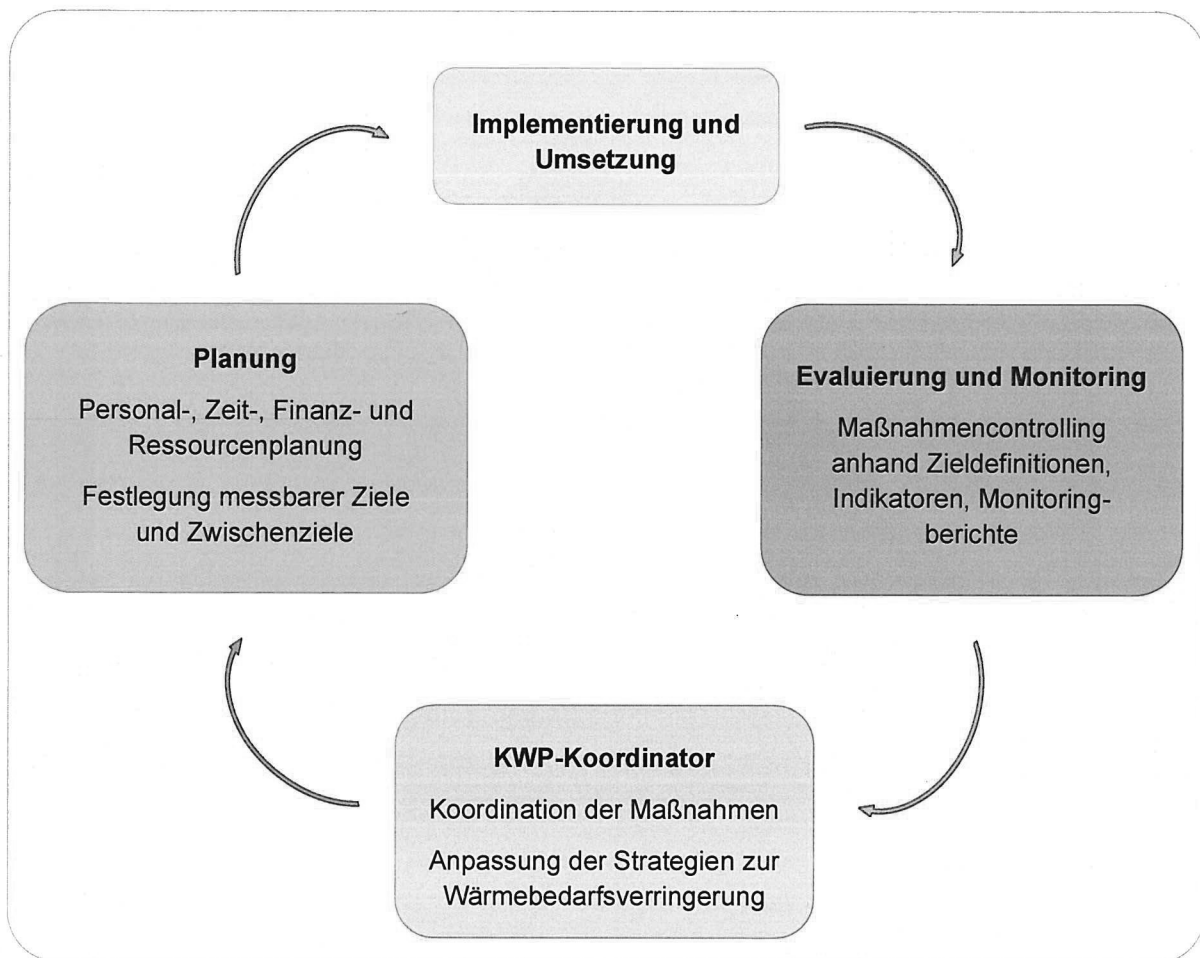 Implementierung und
Umsetzung
Planung
Personal-, Zeit-, Finanz- und
Ressourcenplanung
Festlegung messbarer Ziele
und Zwischenziele
Evaluierung und Monitoring
Maßnahmencontrolling
anhand Zieldefinitionen,
Indikatoren, Monitoring-
berichte
KWP-Koordinator
Koordination der Maßnahmen
Anpassung der Strategien zur
Wärmebedarfsverringerung